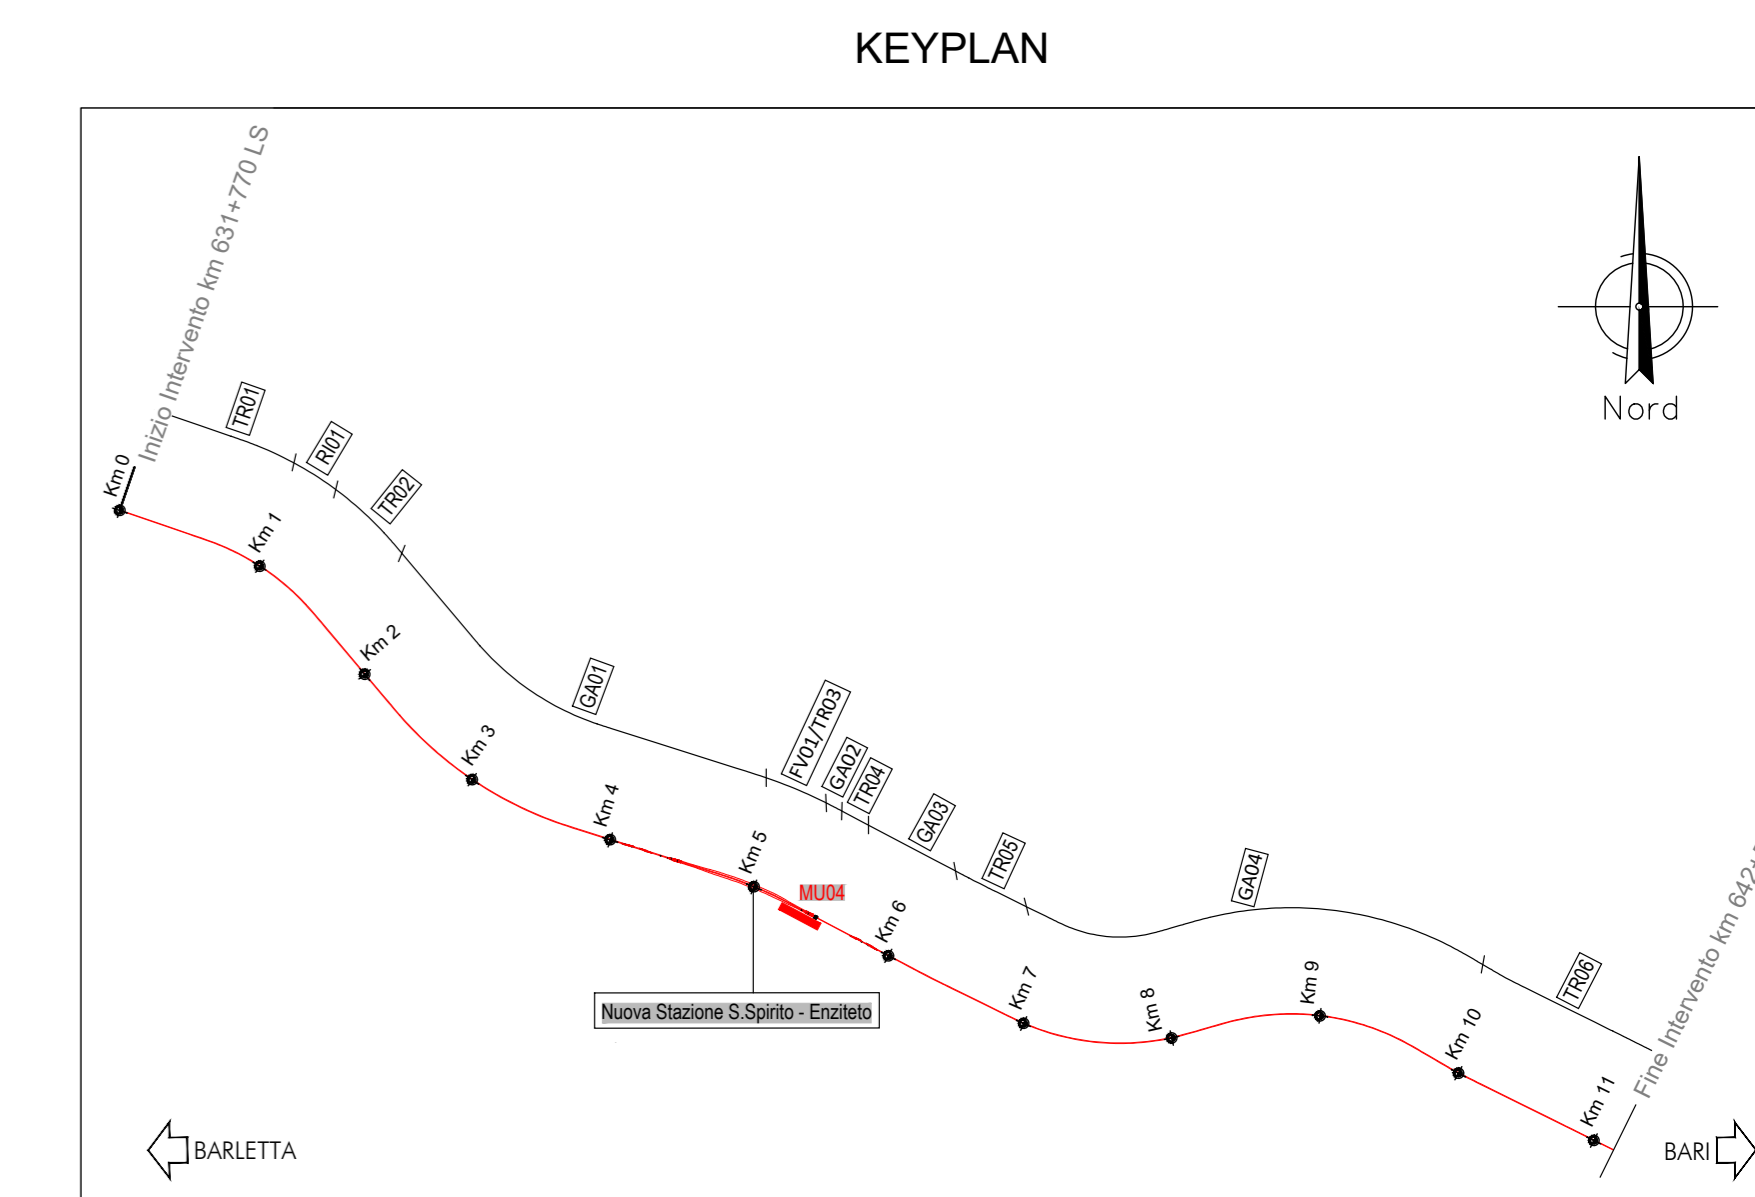 KEYPLAN
Inizio Intervento km 631+770 LS
Nord
TR01
RI01
TR02
GA01
FV01/TR03
GA02
TR04
GA03
TR05
GA04
TR06
Km 0
Km 1
Km 2
Km 3
Km 4
Km 5
MU04
Km 6
Km 7
Km 8
Km 9
Km 10
Km 11
Nuova Stazione S.Spirito - Enziteto
Fine Intervento km 642+
BARLETTA
BARI